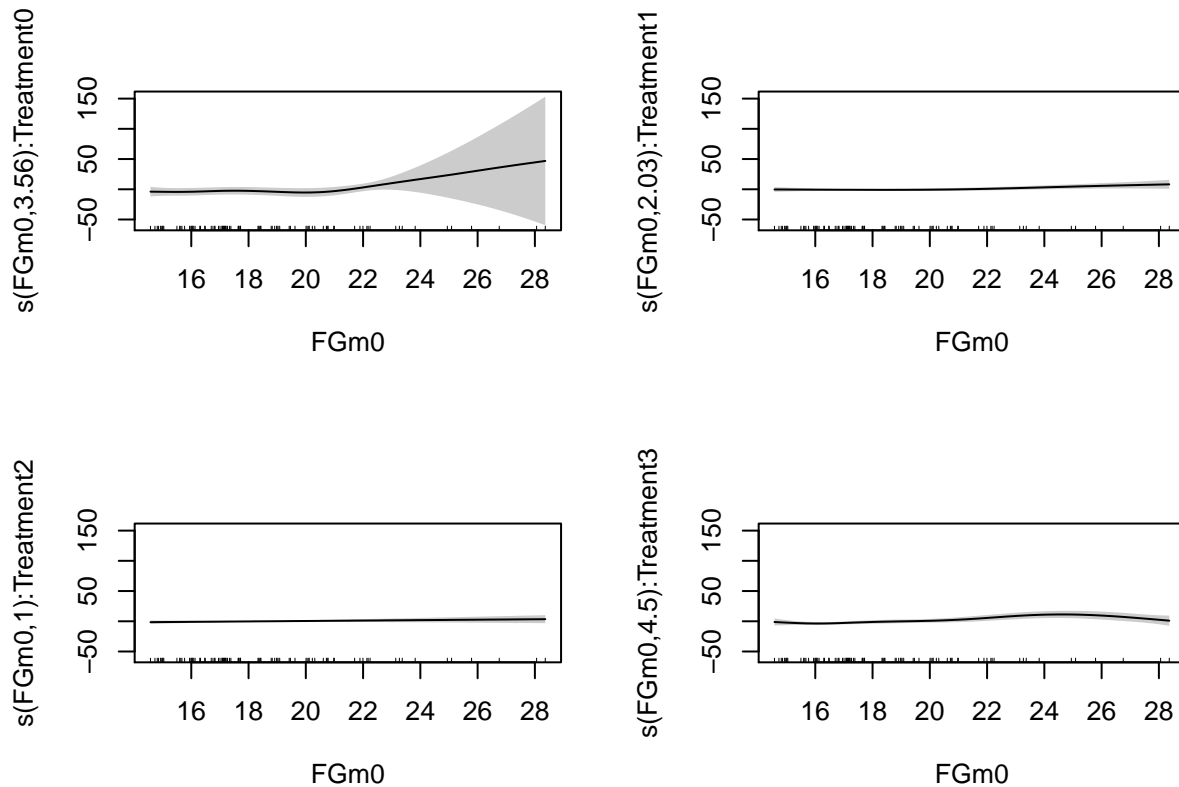 s(FGm0,3.56):Treatment0
150
50
−50
16 18 20 22 24 26 28
FGm0
s(FGm0,2.03):Treatment1
150
50
−50
16 18 20 22 24 26 28
FGm0
s(FGm0,1):Treatment2
150
50
−50
16 18 20 22 24 26 28
FGm0
s(FGm0,4.5):Treatment3
150
50
−50
16 18 20 22 24 26 28
FGm0